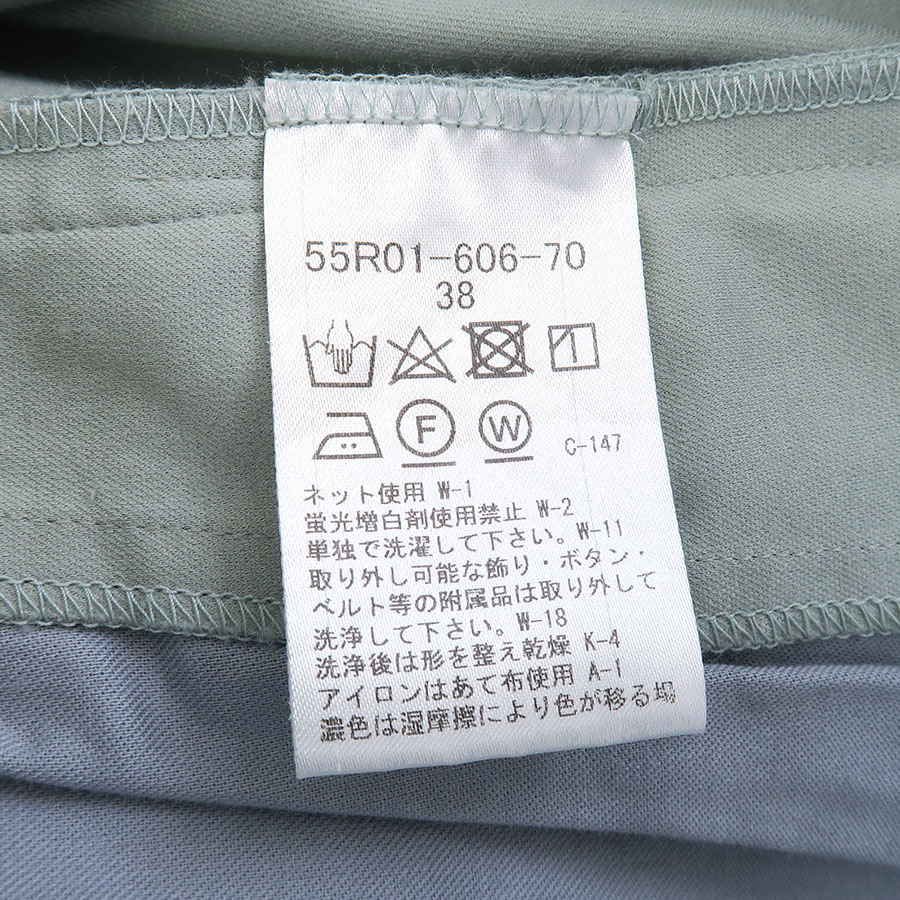 55R01-606-70
38
F W C-147
ネット使用 W-1
蛍光増白剤使用禁止 W-2
単独で洗濯して下さい。W-11
取り外し可能な飾り・ボタン・
ベルト等の附属品は取り外して
洗浄して下さい。W-18
洗浄後は形を整え乾燥 K-4
アイロンはあて布使用 A-1
濃色は湿摩擦により色が移る場